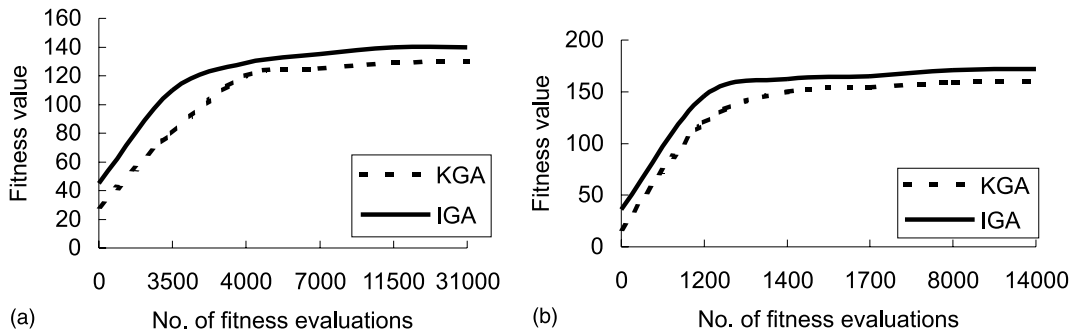 160
140
120
100
80
60
40
20
0
Fitness value
KGA
IGA
0 3500 4000 7000 11500 31000
(a) No. of fitness evaluations
200
150
100
50
0
Fitness value
KGA
IGA
0 1200 1400 1700 8000 14000
(b) No. of fitness evaluations